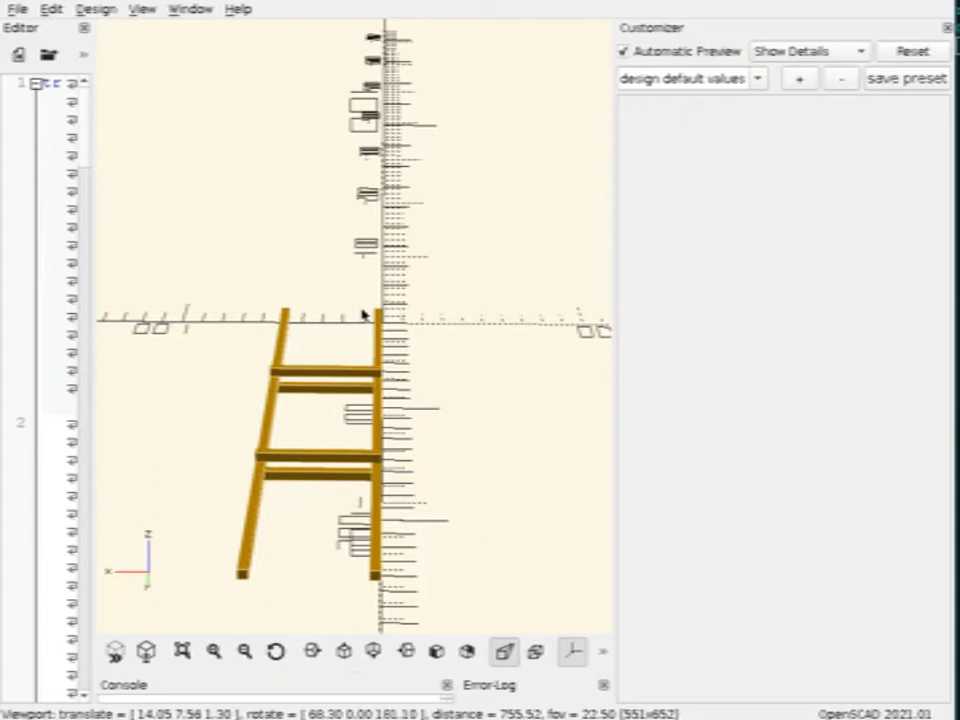 File Edit Design View Window Help
Editor
Customizer
Automatic Preview Show Details Reset
design default values + - save preset
1 tr
2
Console
Error-Log
Viewport: translate = [ 14.05 7.56 1.30 ], rotate = [ 68.30 0.00 181.10 ], distance = 755.52, fov = 22.50 [551x652] OpenSCAD 2021.01